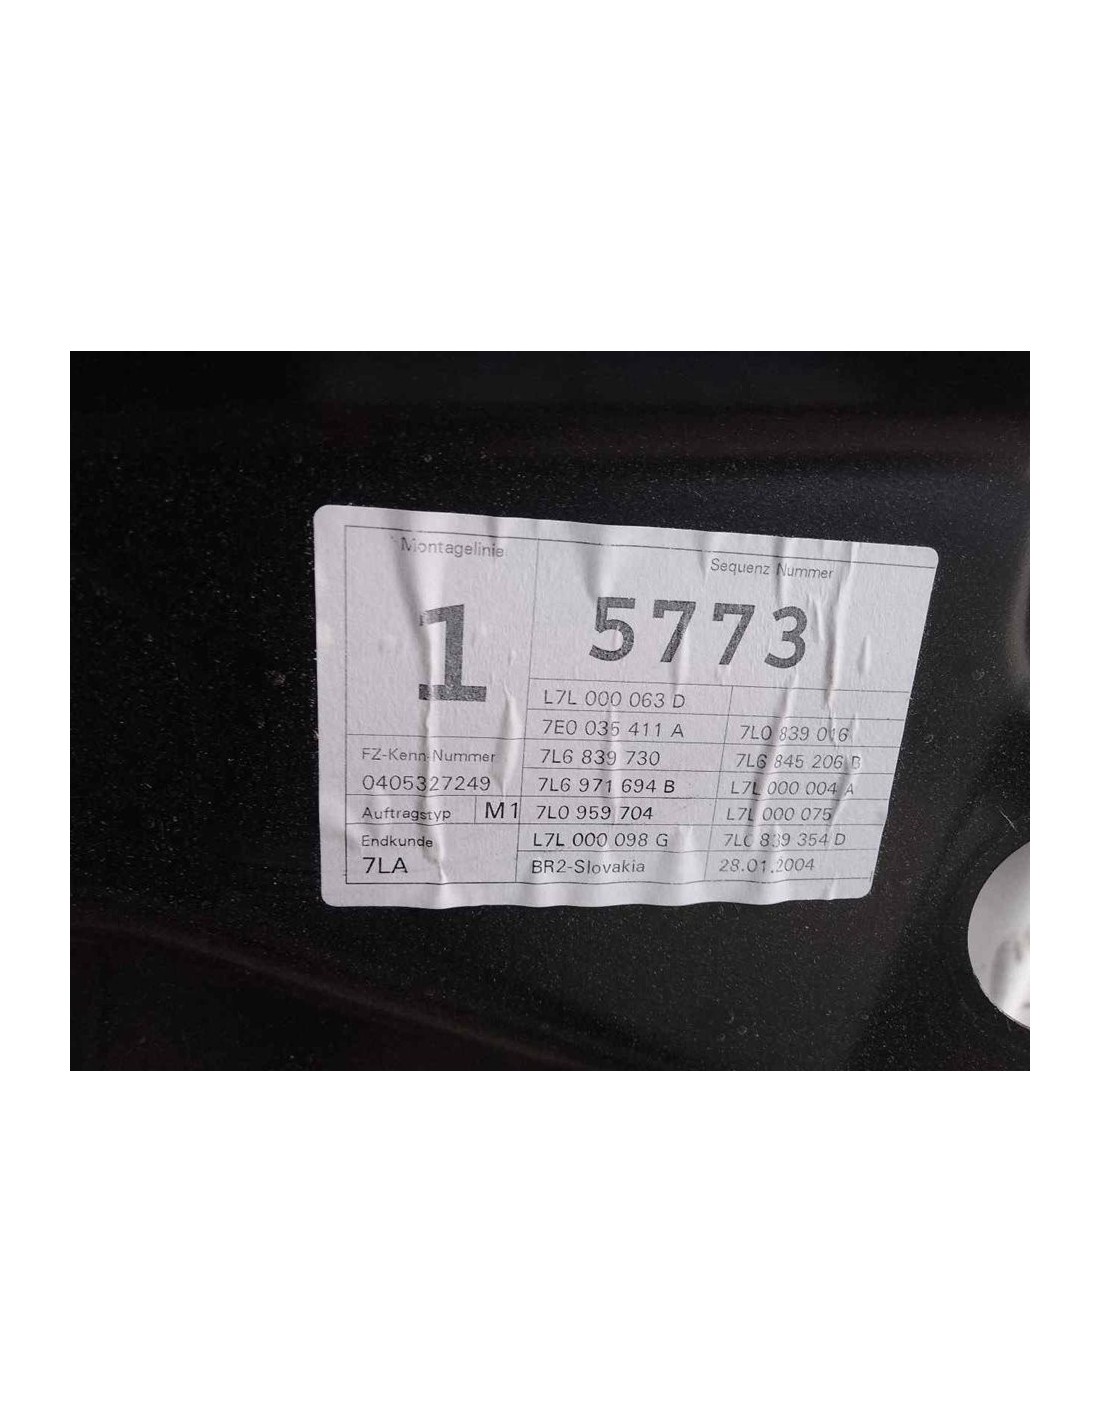 Montagelinie
Sequenz Nummer
1
5773
L7L 000 063 D
7E0 035 411 A
7L0 839 016
FZ-Kenn-Nummer
7L6 839 730
7L6 845 206 B
0405327249
7L6 971 694 B
L7L 000 004 A
Auftragstyp
M1
7L0 959 704
L7L 000 075
Endkunde
L7L 000 098 G
7L0 839 354 D
7LA
BR2-Slovakia
28.01.2004